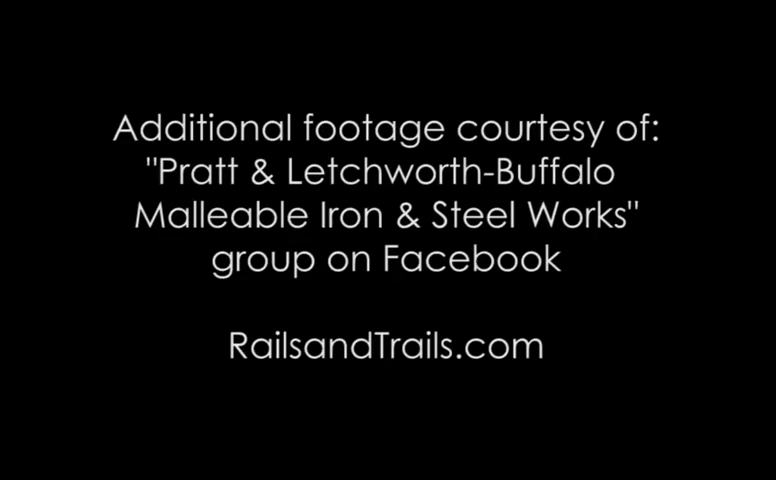 Additional footage courtesy of:
"Pratt & Letchworth-Buffalo
Malleable Iron & Steel Works"
group on Facebook
RailsandTrails.com